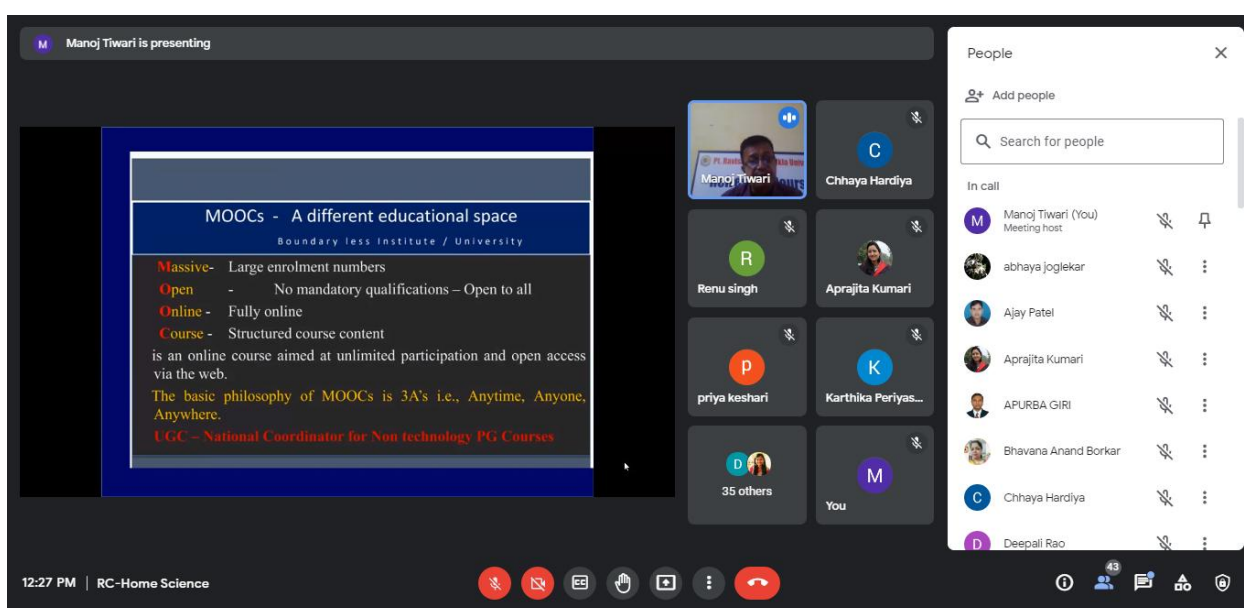 M Manoj Tiwari is presenting
MOOCs - A different educational space
Boundary less Institute / University
Massive- Large enrolment numbers
Open - No mandatory qualifications – Open to all
Online - Fully online
Course - Structured course content
is an online course aimed at unlimited participation and open access
via the web.
The basic philosophy of MOOCs is 3A's i.e., Anytime, Anyone,
Anywhere.
UGC – National Coordinator for Non technology PG Courses
Manoj Tiwari
C
Chhaya Hardiya
R
Renu singh
Aprajita Kumari
p
priya keshari
K
Karthika Periyas...
D
35 others
M
You
People
Add people
Search for people
In call
M Manoj Tiwari (You)
Meeting host
abhaya joglekar
Ajay Patel
Aprajita Kumari
APURBA GIRI
Bhavana Anand Borkar
C Chhaya Hardiya
D Deepali Rao
12:27 PM | RC-Home Science
CC
43